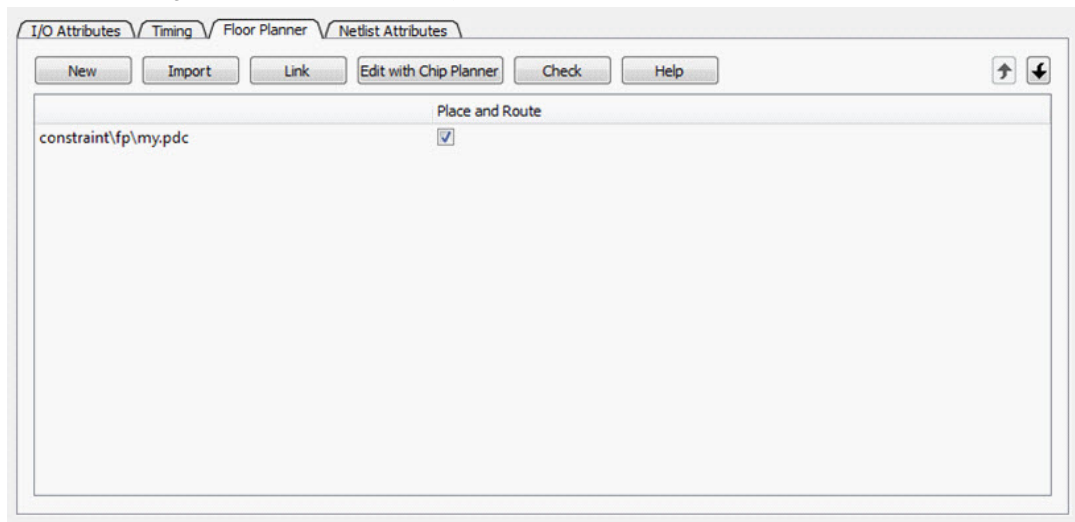 I/O Attributes Timing Floor Planner Netlist Attributes
New Import Link Edit with Chip Planner Check Help
Place and Route
constraint\fp\my.pdc